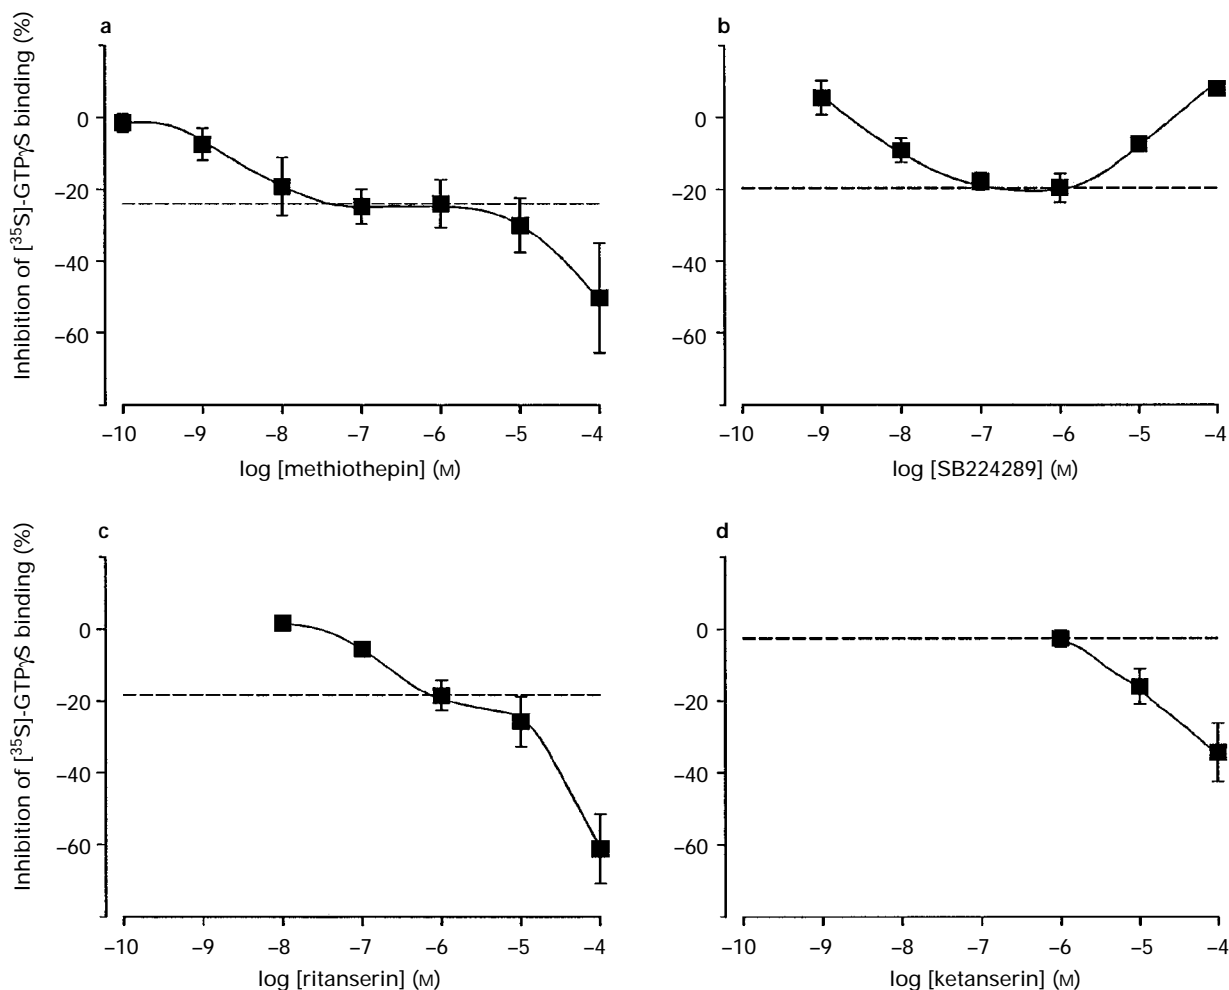 a
Inhibition of [³⁵S]-GTPγS binding (%)
0
−20
−40
−60
−10 −9 −8 −7 −6 −5 −4
log [methiothepin] (M)
b
0
−20
−40
−60
−10 −9 −8 −7 −6 −5 −4
log [SB224289] (M)
c
Inhibition of [³⁵S]-GTPγS binding (%)
0
−20
−40
−60
−10 −9 −8 −7 −6 −5 −4
log [ritanserin] (M)
d
0
−20
−40
−60
−10 −9 −8 −7 −6 −5 −4
log [ketanserin] (M)